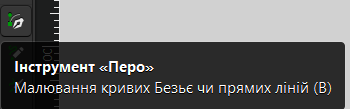 Інструмент «Перо»
Малювання кривих Безьє чи прямих ліній (B)